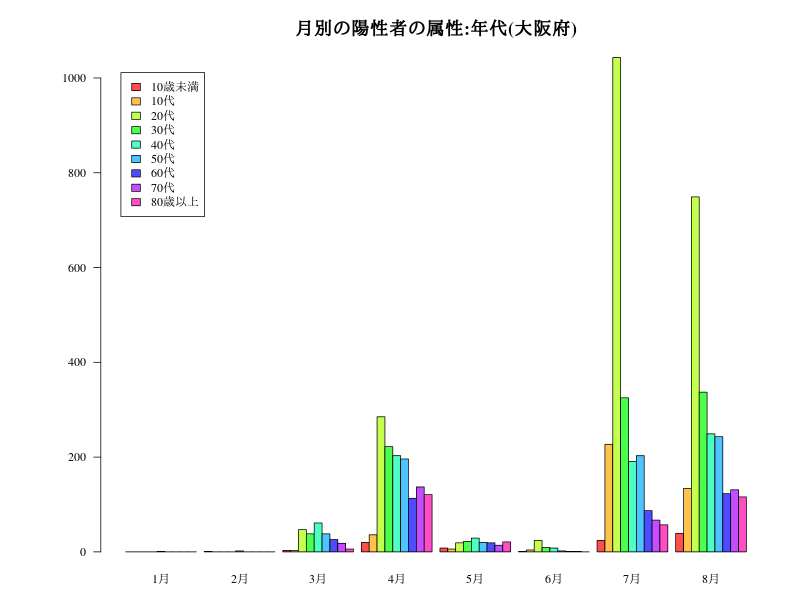 月別の陽性者の属性:年代(大阪府)
1000
800
600
400
200
0
10歳未満
10代
20代
30代
40代
50代
60代
70代
80歳以上
1月 2月 3月 4月 5月 6月 7月 8月